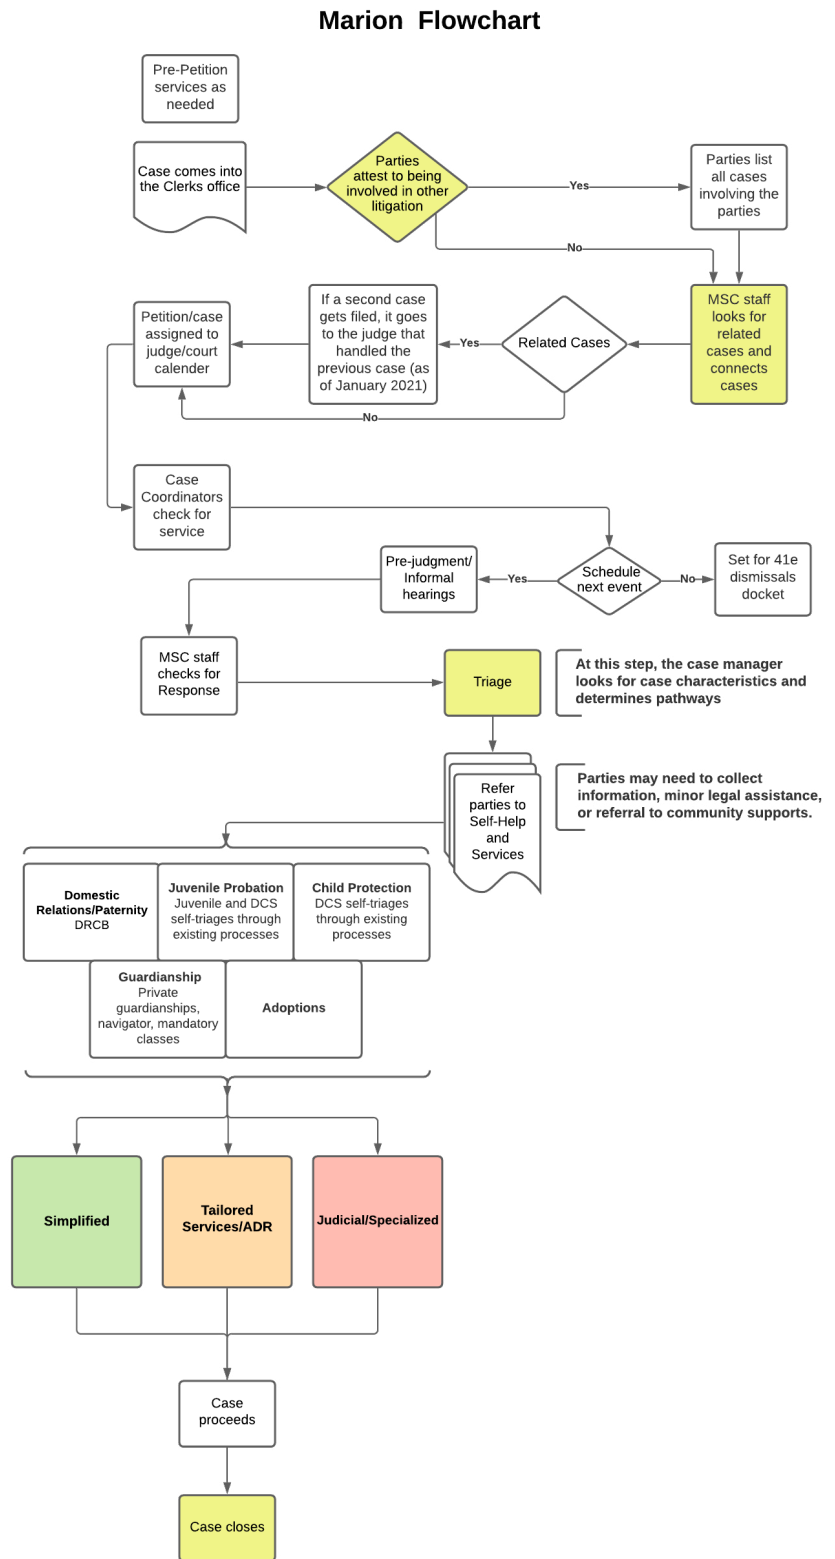 Marion  Flowchart
Pre-Petition
services as
needed
Case comes into
the Clerks office
Parties
attest to being
involved in other
litigation
Yes
Parties list
all cases
involving the
parties
No
MSC staff
looks for
related
cases and
connects
cases
Related Cases
Yes
If a second case
gets filed, it goes
to the judge that
handled the
previous case (as
of January 2021)
Petition/case
assigned to
judge/court
calender
No
Case
Coordinators
check for
service
Schedule
next event
No
Set for 41e
dismissals
docket
Yes
Pre-judgment/
Informal
hearings
MSC staff
checks for
Response
Triage
At this step, the case manager
looks for case characteristics and
determines pathways
Refer
parties to
Self-Help
and
Services
Parties may need to collect
information, minor legal assistance,
or referral to community supports.
Domestic
Relations/Paternity
DRCB
Juvenile Probation
Juvenile and DCS
self-triages through
existing processes
Child Protection
DCS self-triages
through existing
processes
Guardianship
Private
guardianships,
navigator, mandatory
classes
Adoptions
Simplified
Tailored
Services/ADR
Judicial/Specialized
Case
proceeds
Case closes